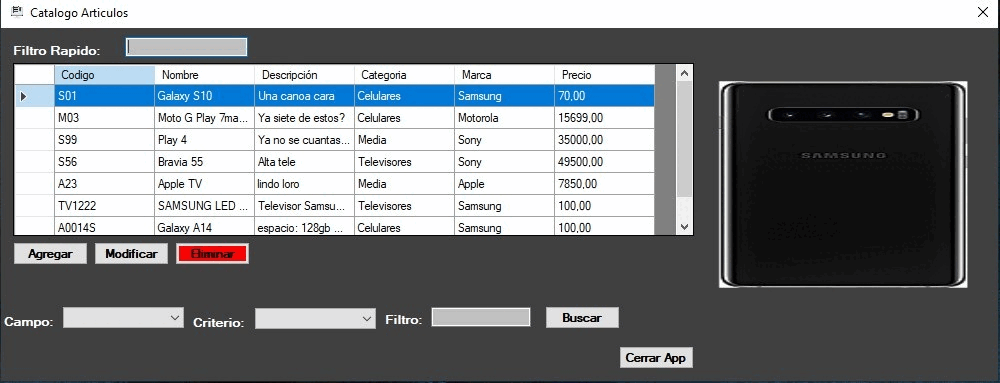 Catalogo Articulos
Filtro Rapido:
Codigo Nombre Descripción Categoria Marca Precio
S01 Galaxy S10 Una canoa cara Celulares Samsung 70,00
M03 Moto G Play 7ma... Ya siete de estos? Celulares Motorola 15699,00
S99 Play 4 Ya no se cuantas... Media Sony 35000,00
S56 Bravia 55 Alta tele Televisores Sony 49500,00
A23 Apple TV lindo loro Media Apple 7850,00
TV1222 SAMSUNG LED ... Televisor Samsu... Televisores Samsung 100,00
A0014S Galaxy A14 espacio: 128gb ... Celulares Samsung 100,00
SAMSUNG
Agregar Modificar Eliminar
Campo: Criterio: Filtro: Buscar
Cerrar App